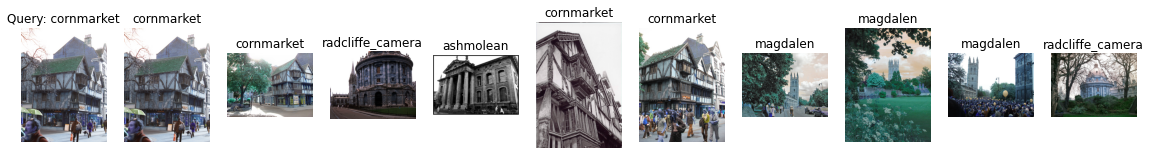 Query: cornmarket
cornmarket
cornmarket
radcliffe_camera
ashmolean
cornmarket
cornmarket
magdalen
magdalen
magdalen
radcliffe_camera